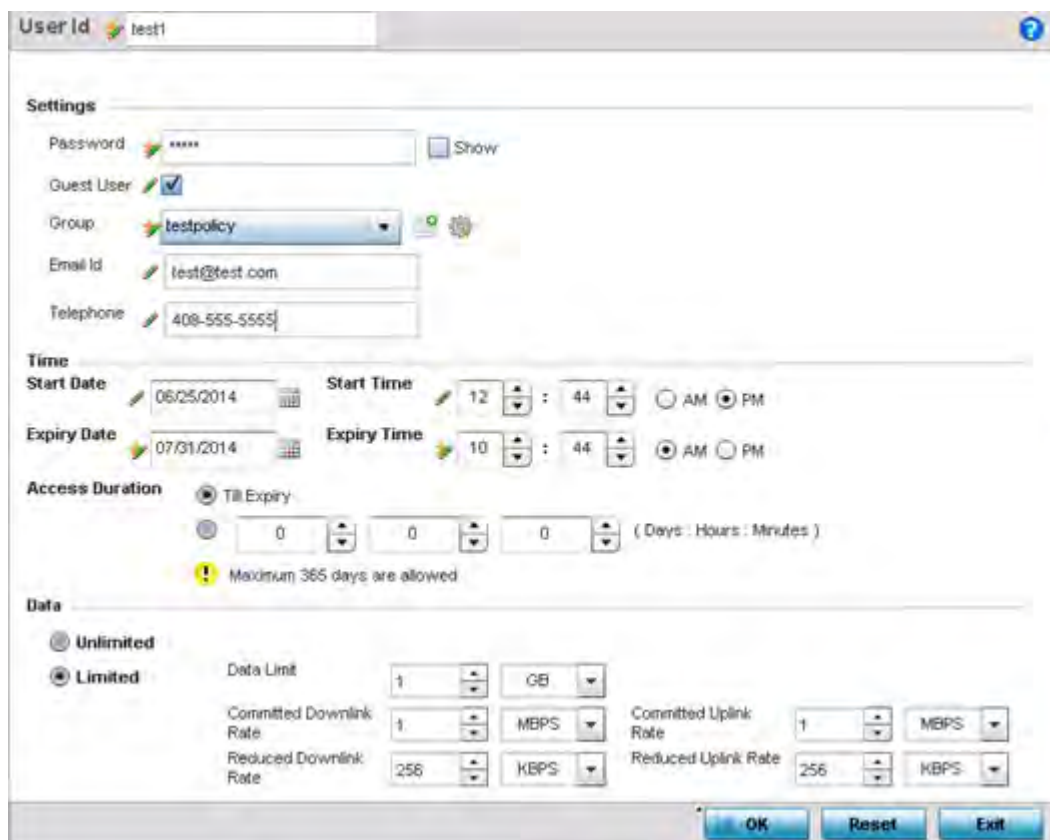 User Id test1
Settings
Password ***** Show
Guest User
Group testpolicy
Email Id test@test.com
Telephone 408-555-5555
Time
Start Date 06/25/2014 Start Time 12 : 44 AM PM
Expiry Date 07/31/2014 Expiry Time 10 : 44 AM PM
Access Duration Till Expiry
0 0 0 ( Days : Hours : Minutes )
! Maximum 365 days are allowed
Data
Unlimited
Limited Data Limit 1 GB
Committed Downlink Rate 1 MBPS Committed Uplink Rate 1 MBPS
Reduced Downlink Rate 256 KBPS Reduced Uplink Rate 256 KBPS
OK Reset Exit